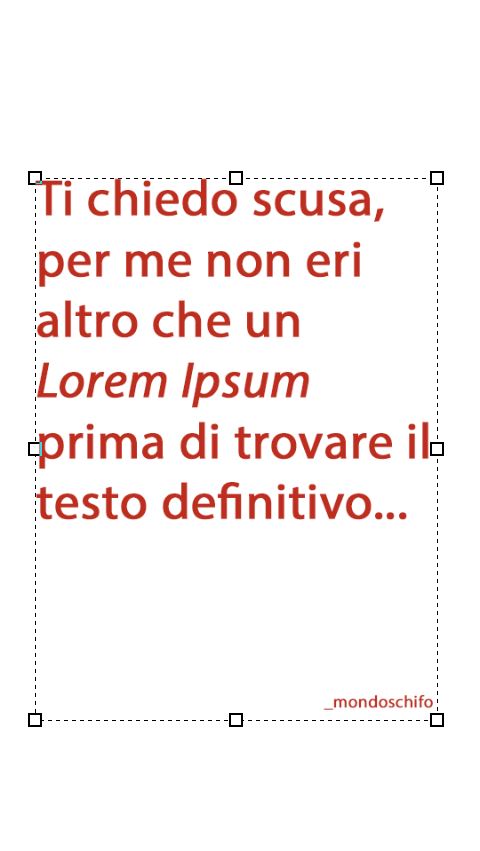 Ti chiedo scusa,
per me non eri
altro che un
Lorem Ipsum
prima di trovare il
testo definitivo...
_mondoschifo